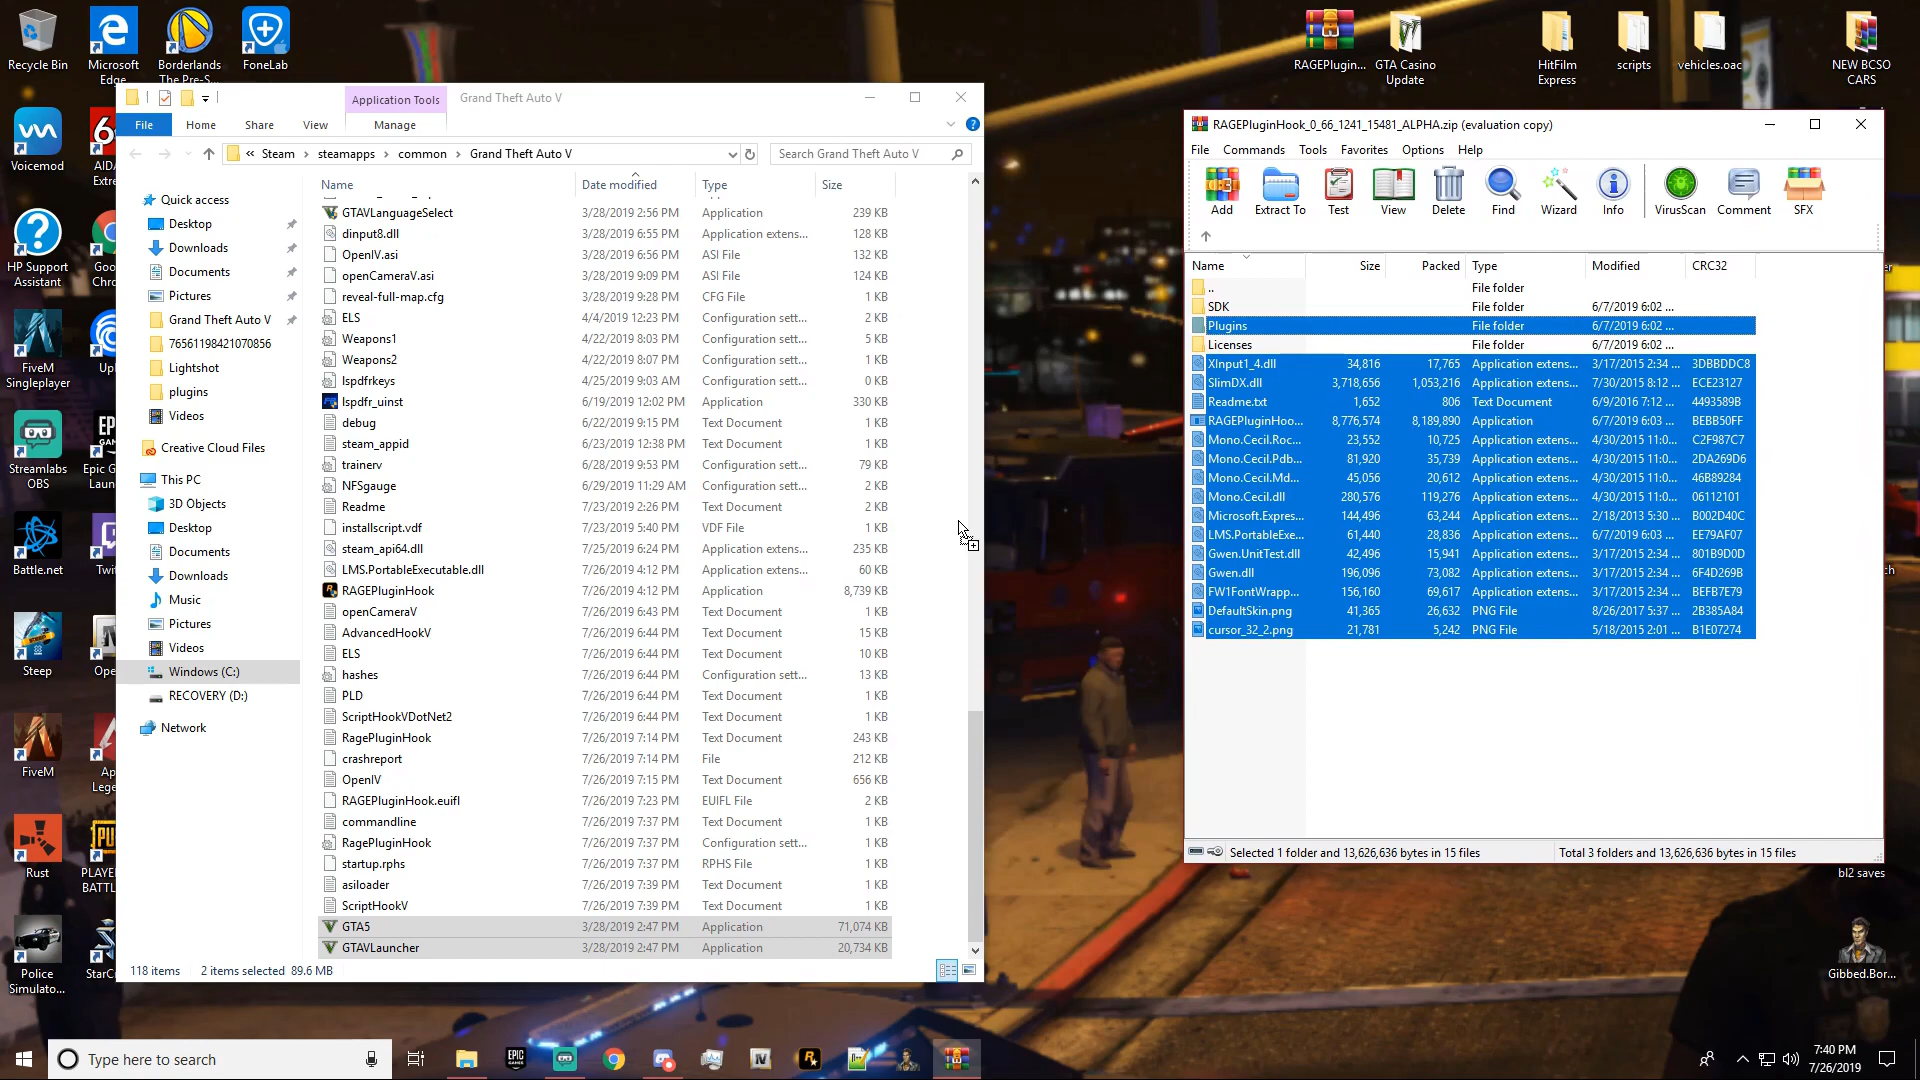 Recycle Bin
Microsoft Edge
Borderlands The Pre-S...
FoneLab
RAGEPlugin...
GTA Casino Update
HitFilm Express
scripts
vehicles.oac
NEW BCSO CARS
Voicemod
AIDA Extre
HP Support Assistant
Goo Chro
FiveM Singleplayer
Upl
Streamlabs OBS
Epic G Laun
Battle.net
Twit
Steep
Ope
FiveM
Ap Lege
Rust
PLAYE BATTL
Police Simulato...
StarC
bl2 saves
Gibbed.Bor...
Application Tools
Grand Theft Auto V
File
Home
Share
View
Manage
« Steam › steamapps › common › Grand Theft Auto V
Search Grand Theft Auto V
Quick access
Desktop
Downloads
Documents
Pictures
Grand Theft Auto V
76561198421070856
Lightshot
plugins
Videos
Creative Cloud Files
This PC
3D Objects
Desktop
Documents
Downloads
Music
Pictures
Videos
Windows (C:)
RECOVERY (D:)
Network
Name Date modified Type Size
GTAVLanguageSelect 3/28/2019 2:56 PM Application 239 KB
dinput8.dll 3/28/2019 6:55 PM Application extens... 128 KB
OpenIV.asi 3/28/2019 6:56 PM ASI File 132 KB
openCameraV.asi 3/28/2019 9:09 PM ASI File 124 KB
reveal-full-map.cfg 3/28/2019 9:28 PM CFG File 1 KB
ELS 4/4/2019 12:23 PM Configuration sett... 2 KB
Weapons1 4/22/2019 8:03 PM Configuration sett... 5 KB
Weapons2 4/22/2019 8:07 PM Configuration sett... 1 KB
lspdfrkeys 4/25/2019 9:03 AM Configuration sett... 0 KB
lspdfr_uinst 6/19/2019 12:02 PM Application 330 KB
debug 6/22/2019 9:15 PM Text Document 1 KB
steam_appid 6/23/2019 12:38 PM Text Document 1 KB
trainerv 6/28/2019 9:53 PM Configuration sett... 79 KB
NFSgauge 6/29/2019 11:29 AM Configuration sett... 2 KB
Readme 7/23/2019 2:26 PM Text Document 2 KB
installscript.vdf 7/23/2019 5:40 PM VDF File 1 KB
steam_api64.dll 7/25/2019 6:24 PM Application extens... 235 KB
LMS.PortableExecutable.dll 7/26/2019 4:12 PM Application extens... 60 KB
RAGEPluginHook 7/26/2019 4:12 PM Application 8,739 KB
openCameraV 7/26/2019 6:43 PM Text Document 1 KB
AdvancedHookV 7/26/2019 6:44 PM Text Document 15 KB
ELS 7/26/2019 6:44 PM Text Document 10 KB
hashes 7/26/2019 6:44 PM Configuration sett... 13 KB
PLD 7/26/2019 6:44 PM Text Document 1 KB
ScriptHookVDotNet2 7/26/2019 6:44 PM Text Document 1 KB
RagePluginHook 7/26/2019 7:14 PM Text Document 243 KB
crashreport 7/26/2019 7:14 PM File 212 KB
OpenIV 7/26/2019 7:15 PM Text Document 656 KB
RAGEPluginHook.euifl 7/26/2019 7:23 PM EUIFL File 2 KB
commandline 7/26/2019 7:37 PM Text Document 1 KB
RagePluginHook 7/26/2019 7:37 PM Configuration sett... 1 KB
startup.rphs 7/26/2019 7:37 PM RPHS File 1 KB
asiloader 7/26/2019 7:39 PM Text Document 1 KB
ScriptHookV 7/26/2019 7:39 PM Text Document 1 KB
GTA5 3/28/2019 2:47 PM Application 71,074 KB
GTAVLauncher 3/28/2019 2:47 PM Application 20,734 KB
118 items 2 items selected 89.6 MB
RAGEPluginHook_0_66_1241_15481_ALPHA.zip (evaluation copy)
File Commands Tools Favorites Options Help
Add Extract To Test View Delete Find Wizard Info VirusScan Comment SFX
Name Size Packed Type Modified CRC32
.. File folder
SDK File folder 6/7/2019 6:02 ...
Plugins File folder 6/7/2019 6:02 ...
Licenses File folder 6/7/2019 6:02 ...
XInput1_4.dll 34,816 17,765 Application extens... 3/17/2015 2:34 ... 3DBBDDC8
SlimDX.dll 3,718,656 1,053,216 Application extens... 7/30/2015 8:12 ... ECE23127
Readme.txt 1,652 806 Text Document 6/9/2016 7:12 ... 4493589B
RAGEPluginHoo... 8,776,574 8,189,890 Application 6/7/2019 6:03 ... BEBB50FF
Mono.Cecil.Roc... 23,552 10,725 Application extens... 4/30/2015 11:0... C2F987C7
Mono.Cecil.Pdb... 81,920 35,739 Application extens... 4/30/2015 11:0... 2DA269D6
Mono.Cecil.Md... 45,056 20,612 Application extens... 4/30/2015 11:0... 46B89284
Mono.Cecil.dll 280,576 119,276 Application extens... 4/30/2015 11:0... 06112101
Microsoft.Expres... 144,496 63,244 Application extens... 2/18/2013 5:30 ... B002D40C
LMS.PortableExe... 61,440 28,836 Application extens... 6/7/2019 6:03 ... EE79AF07
Gwen.UnitTest.dll 42,496 15,941 Application extens... 3/17/2015 2:34 ... 801B9D0D
Gwen.dll 196,096 73,082 Application extens... 3/17/2015 2:34 ... 6F4D269B
FW1FontWrapp... 156,160 69,617 Application extens... 3/17/2015 2:34 ... BEFB7E79
DefaultSkin.png 41,365 26,632 PNG File 8/26/2017 5:37 ... 2B385A84
cursor_32_2.png 21,781 5,242 PNG File 5/18/2015 2:01 ... B1E07274
Selected 1 folder and 13,626,636 bytes in 15 files
Total 3 folders and 13,626,636 bytes in 15 files
Type here to search
7:40 PM
7/26/2019